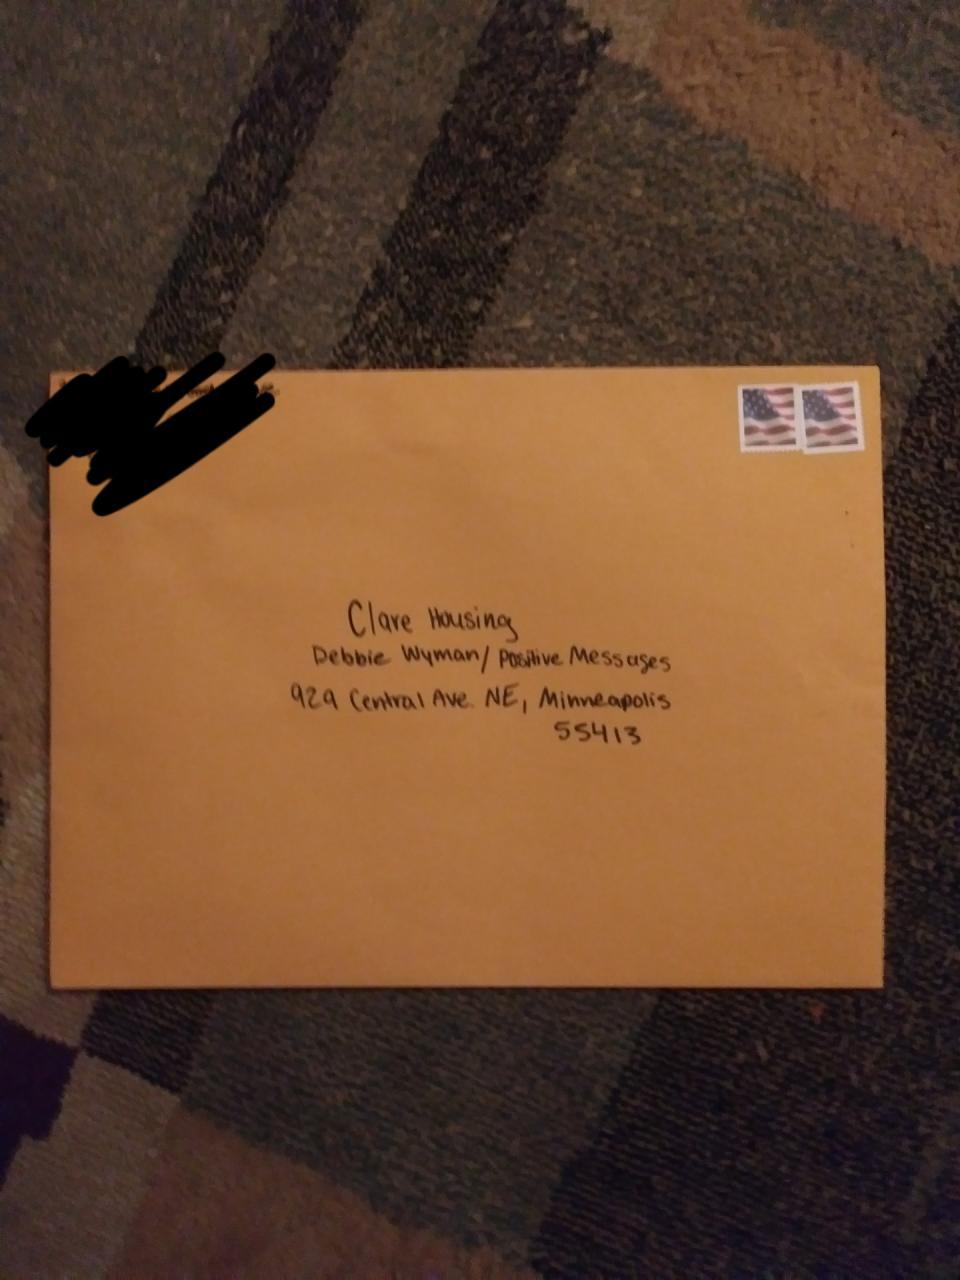 Clare Housing
Debbie Wyman/ Positive Messages
929 Central Ave. NE, Minneapolis
55413